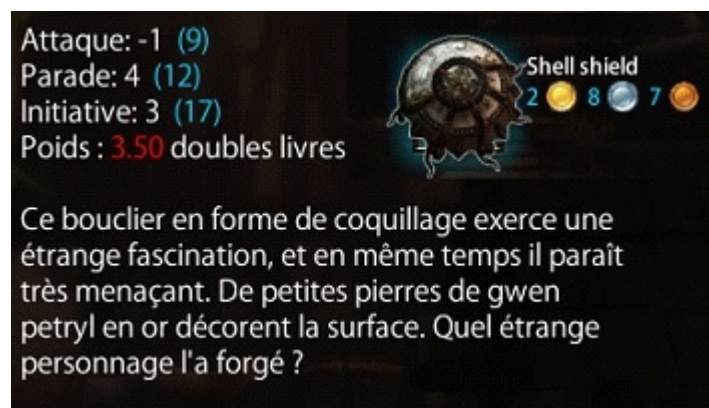 Attaque: -1 (9)
Parade: 4 (12)
Initiative: 3 (17)
Poids : 3.50 doubles livres
Shell shield
2 8 7
Ce bouclier en forme de coquillage exerce une
étrange fascination, et en même temps il paraît
très menaçant. De petites pierres de gwen
petryl en or décorent la surface. Quel étrange
personnage l'a forgé ?